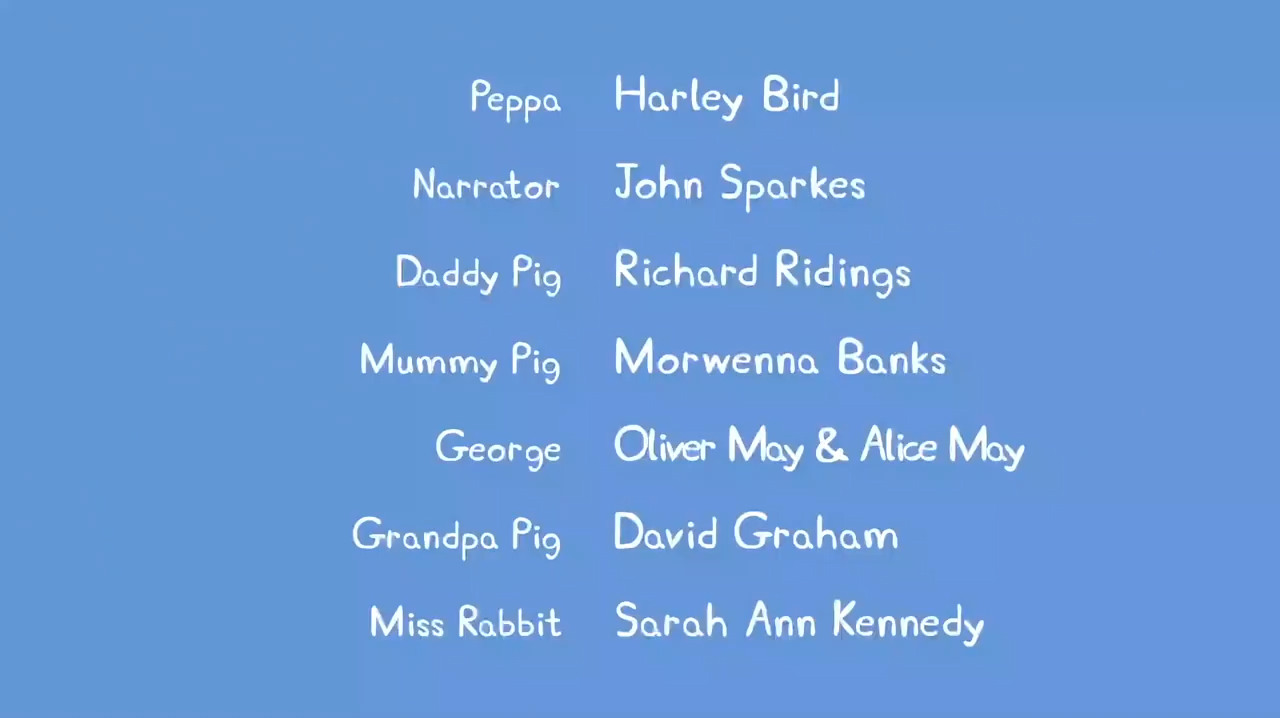 Peppa Harley Bird
Narrator John Sparkes
Daddy Pig Richard Ridings
Mummy Pig Morwenna Banks
George Oliver May & Alice May
Grandpa Pig David Graham
Miss Rabbit Sarah Ann Kennedy